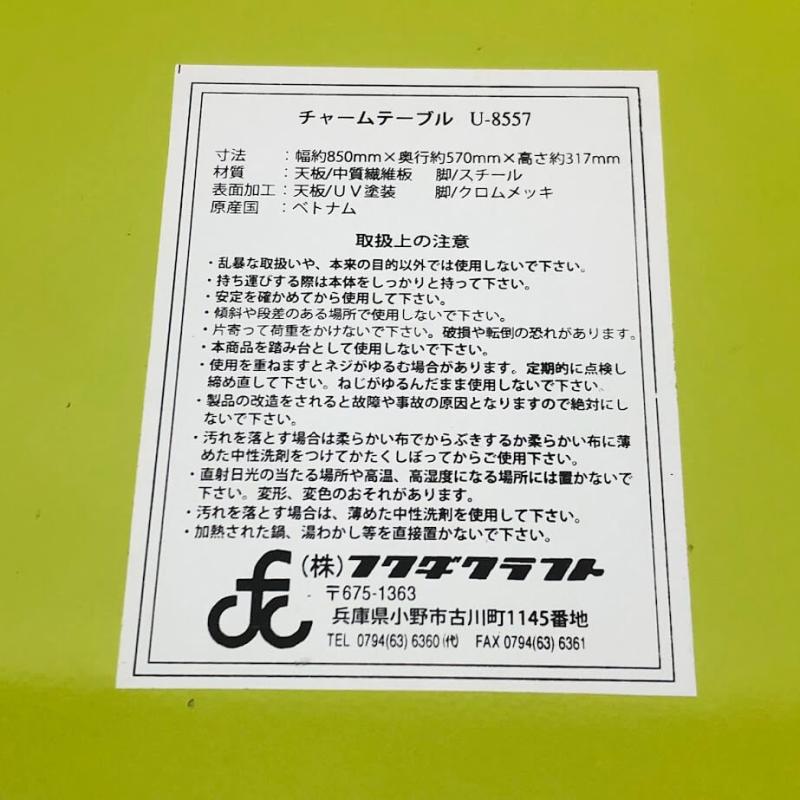 チャームテーブル U-8557
寸法 ：幅約850mm×奥行約570mm×高さ約317mm
材質 ：天板/中質繊維板 脚/スチール
表面加工：天板/UV塗装 脚/クロムメッキ
原産国 ：ベトナム
取扱上の注意
・乱暴な取扱いや、本来の目的以外では使用しないで下さい。
・持ち運びする際は本体をしっかりと持って下さい。
・安定を確かめてから使用して下さい。
・傾斜や段差のある場所で使用しないで下さい。
・片寄って荷重をかけないで下さい。破損や転倒の恐れがあります。
・本商品を踏み台として使用しないで下さい。
・使用を重ねますとネジがゆるむ場合があります。定期的に点検し
締め直して下さい。ねじがゆるんだまま使用しないで下さい。
・製品の改造をされると故障や事故の原因となりますので絶対にし
ないで下さい。
・汚れを落とす場合は柔らかい布でからぶきするか柔らかい布に薄
めた中性洗剤をつけてかたくしぼってからご使用下さい。
・直射日光の当たる場所や高温、高湿度になる場所には置かないで
下さい。変形、変色のおそれがあります。
・汚れを落とす場合は、薄めた中性洗剤を使用して下さい。
・加熱された鍋、湯わかし等を直接置かないで下さい。
(株)フクダクラフト
〒675-1363
兵庫県小野市古川町1145番地
TEL 0794(63)6360㈹ FAX 0794(63)6361